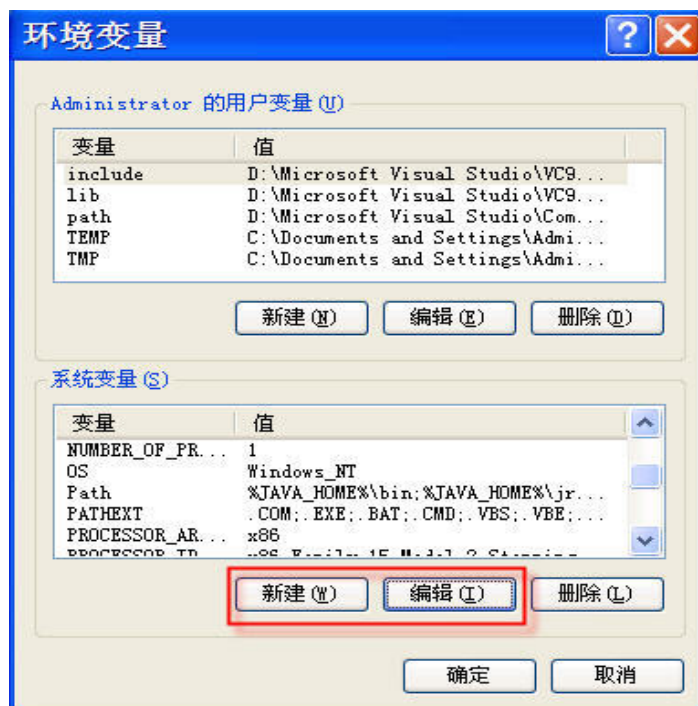 环境变量
Administrator 的用户变量(U)
变量 值
include D:\Microsoft Visual Studio\VC9...
lib D:\Microsoft Visual Studio\VC9...
path D:\Microsoft Visual Studio\Com...
TEMP C:\Documents and Settings\Admi...
TMP C:\Documents and Settings\Admi...
新建(N) 编辑(E) 删除(D)
系统变量(S)
变量 值
NUMBER_OF_PR... 1
OS Windows_NT
Path %JAVA_HOME%\bin;%JAVA_HOME%\jr...
PATHEXT .COM;.EXE;.BAT;.CMD;.VBS;.VBE;...
PROCESSOR_AR... x86
新建(W) 编辑(I) 删除(L)
确定 取消